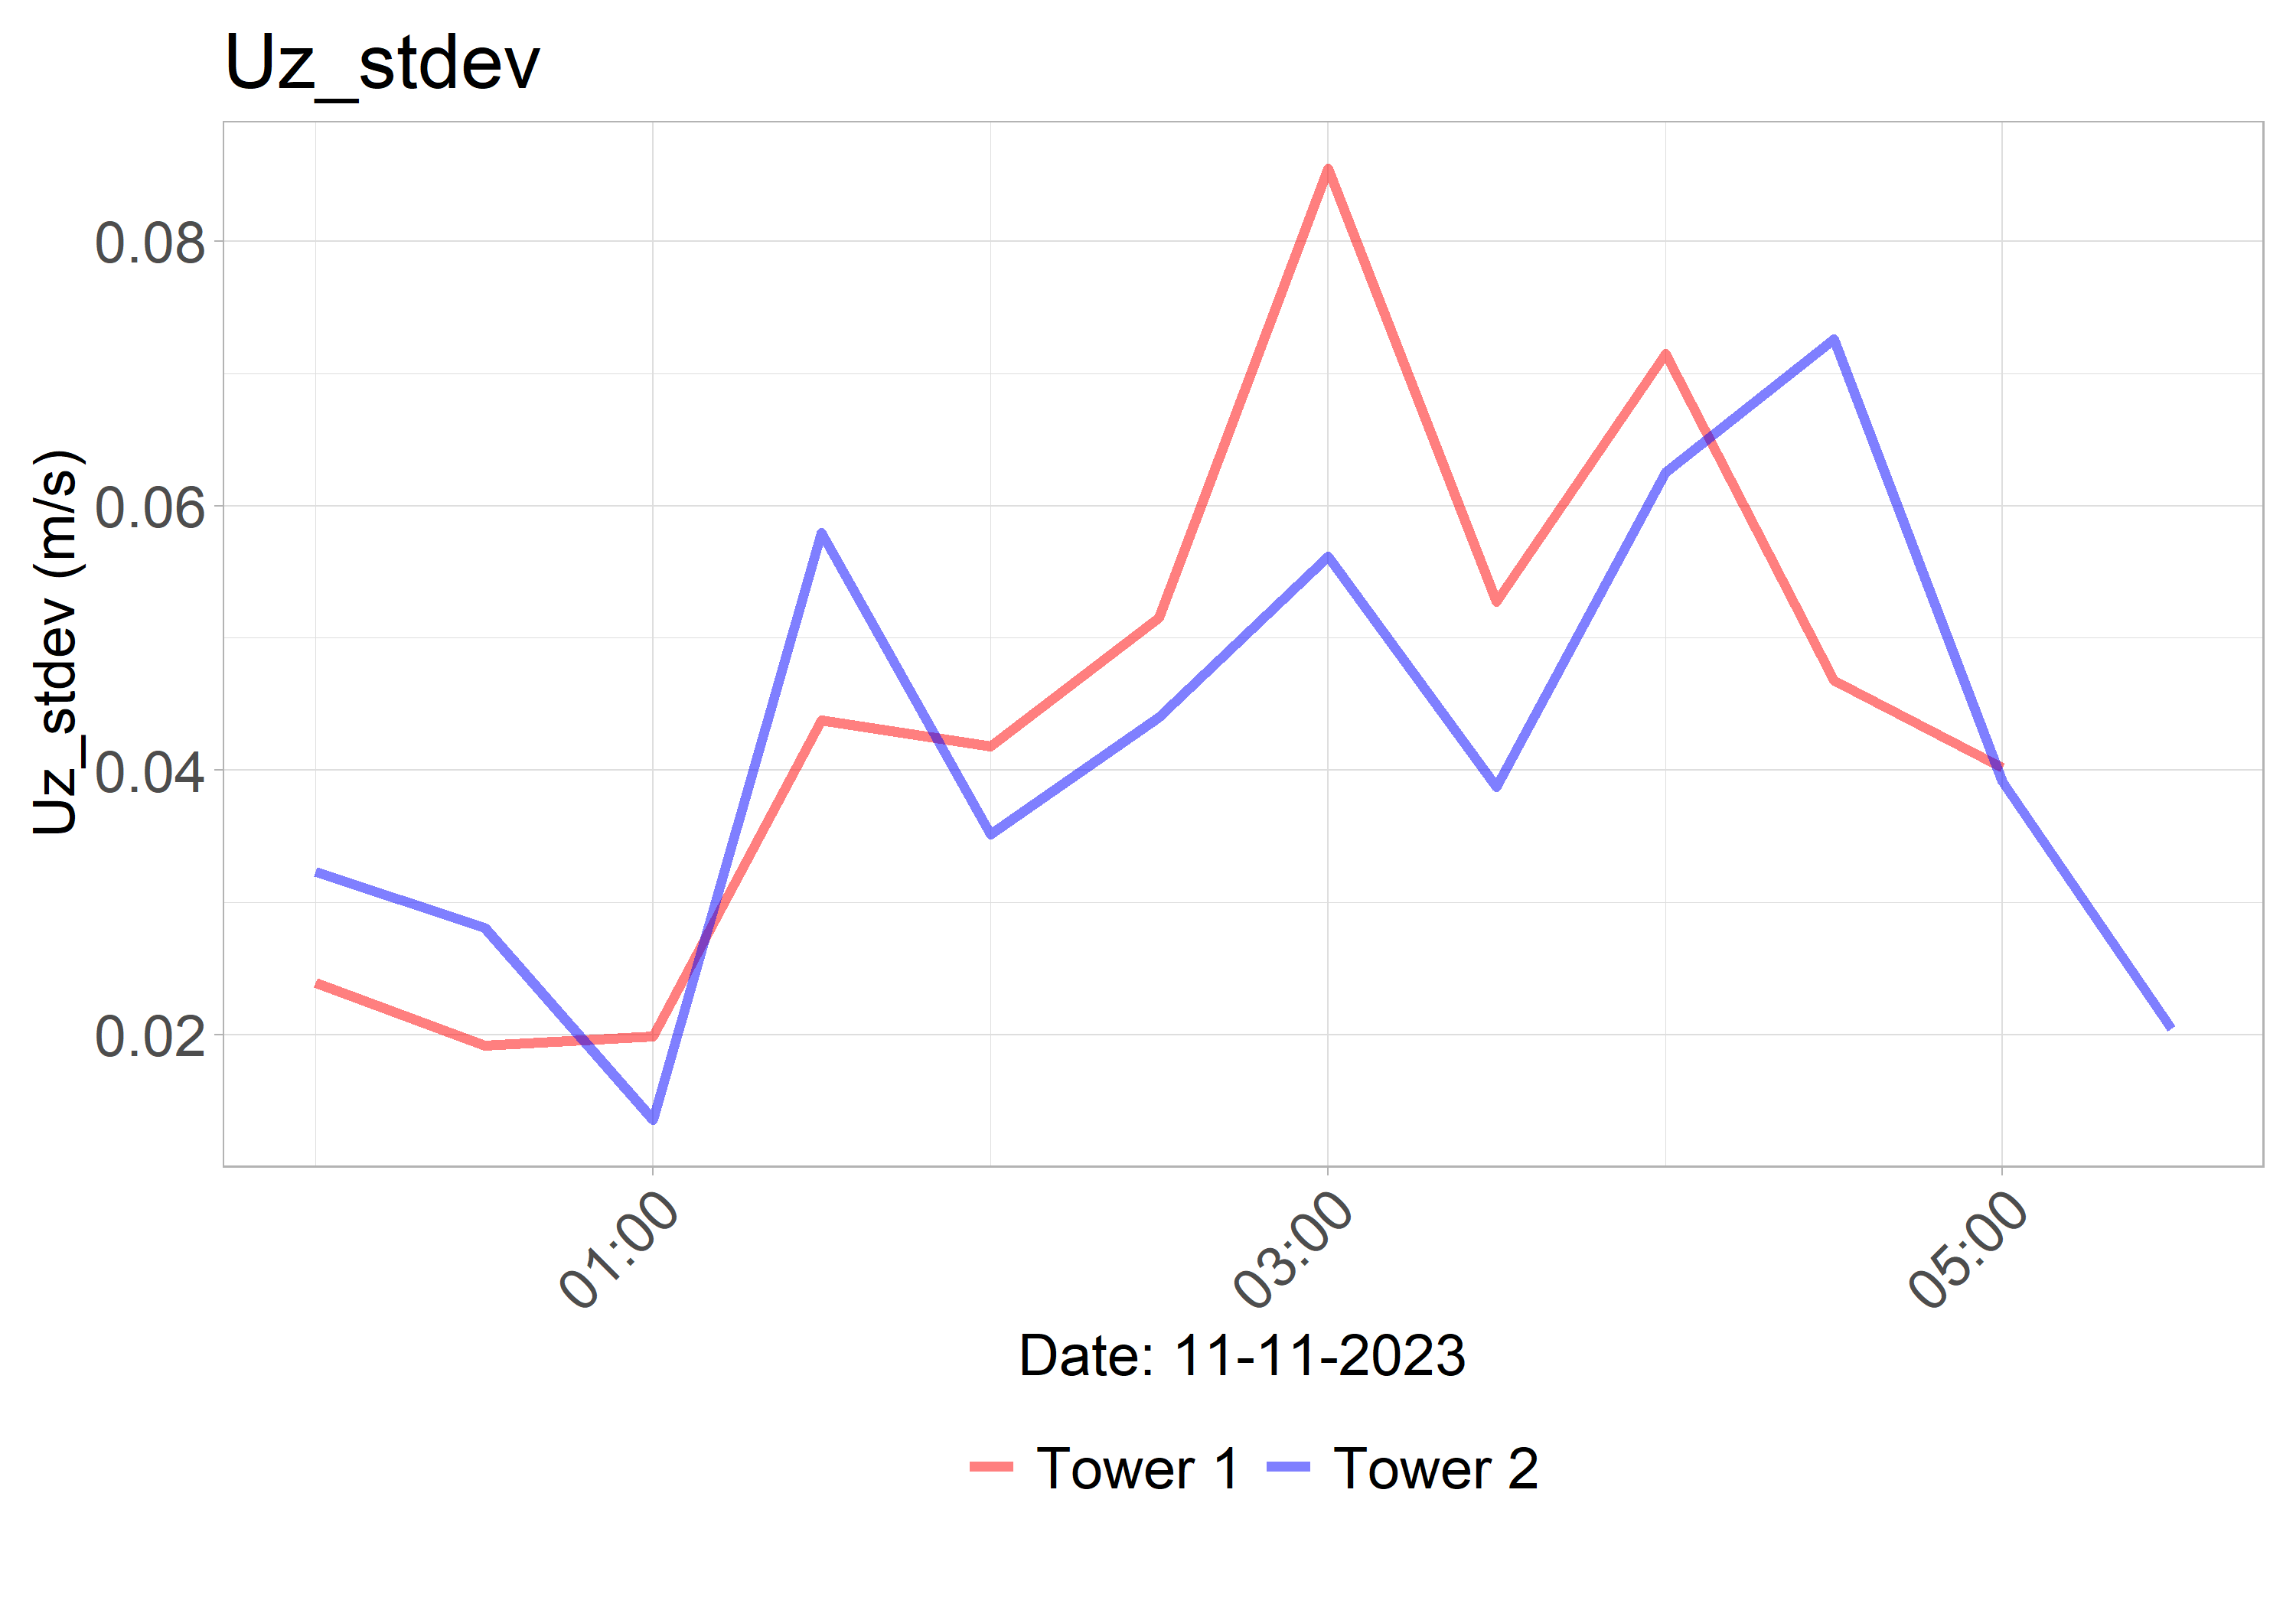 Uz_stdev
Uz_stdev (m/s)
0.08
0.06
0.04
0.02
01:00
03:00
05:00
Date: 11-11-2023
Tower 1
Tower 2